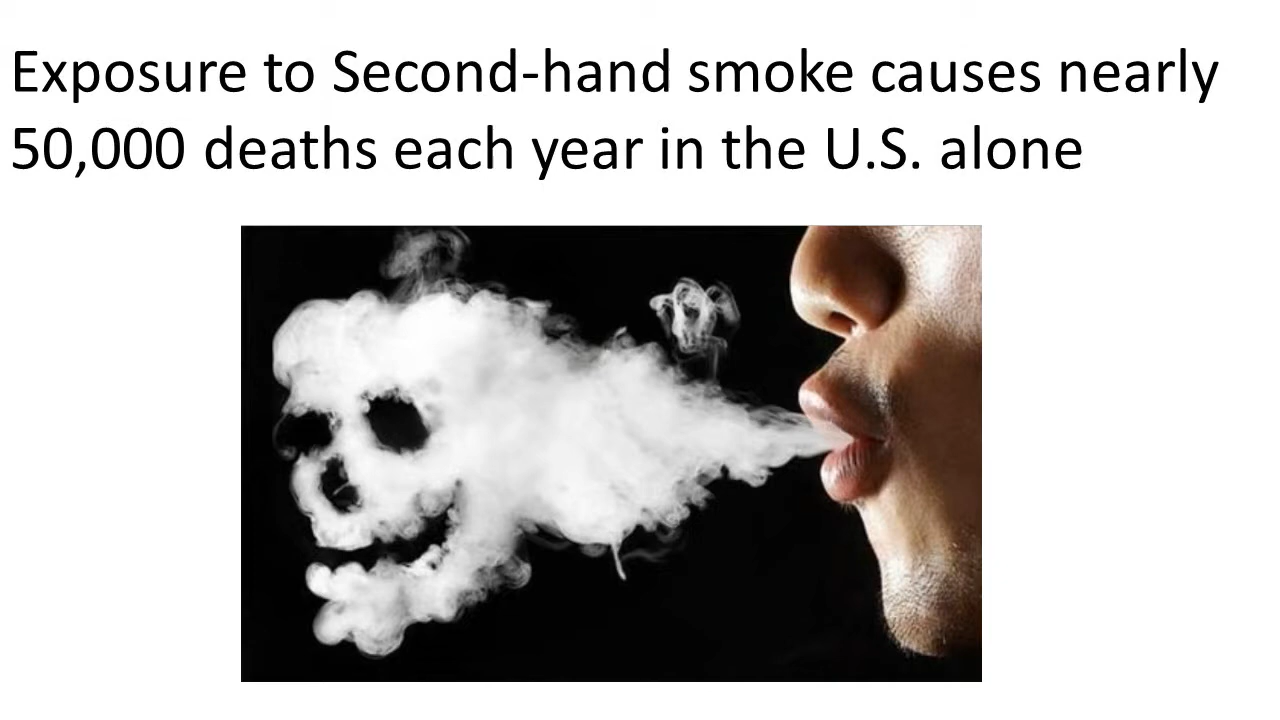 Exposure to Second-hand smoke causes nearly
50,000 deaths each year in the U.S. alone